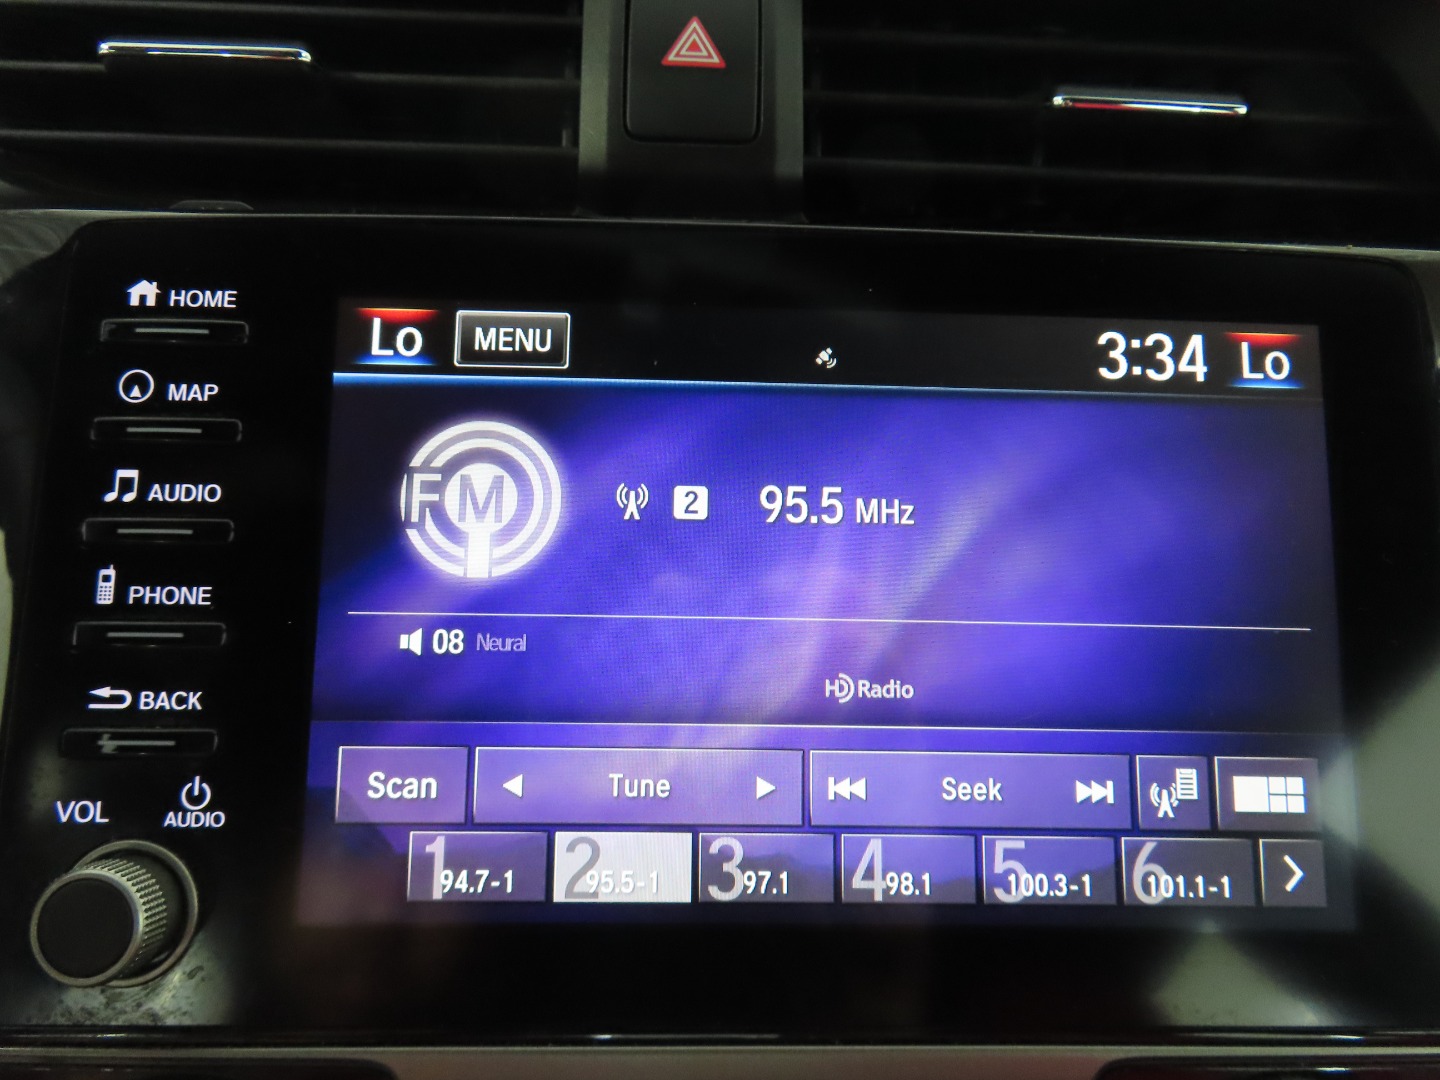 HOME
MAP
AUDIO
PHONE
BACK
VOL
AUDIO
Lo MENU 3:34 Lo
FM 2 95.5 MHz
08 Neural
HD Radio
Scan Tune Seek
1 94.7-1 2 95.5-1 3 97.1 4 98.1 5 100.3-1 6 101.1-1